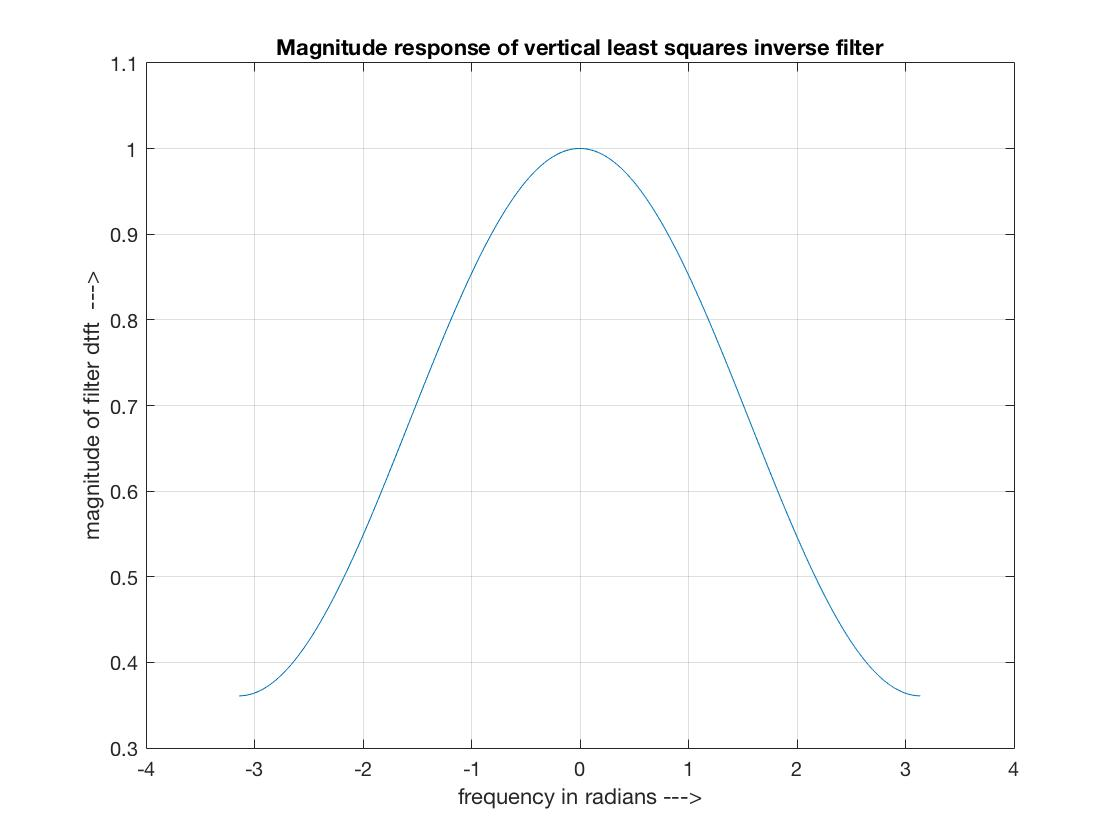 Magnitude response of vertical least squares inverse filter
1.1
1
0.9
0.8
0.7
0.6
0.5
0.4
0.3
magnitude of filter dtft --->
-4 -3 -2 -1 0 1 2 3 4
frequency in radians --->